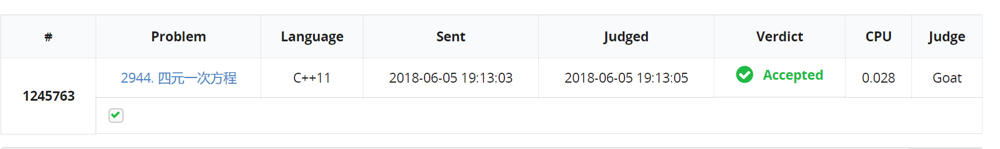 # Problem Language Sent Judged Verdict CPU Judge
1245763 2944. 四元一次方程 C++11 2018-06-05 19:13:03 2018-06-05 19:13:05 Accepted 0.028 Goat